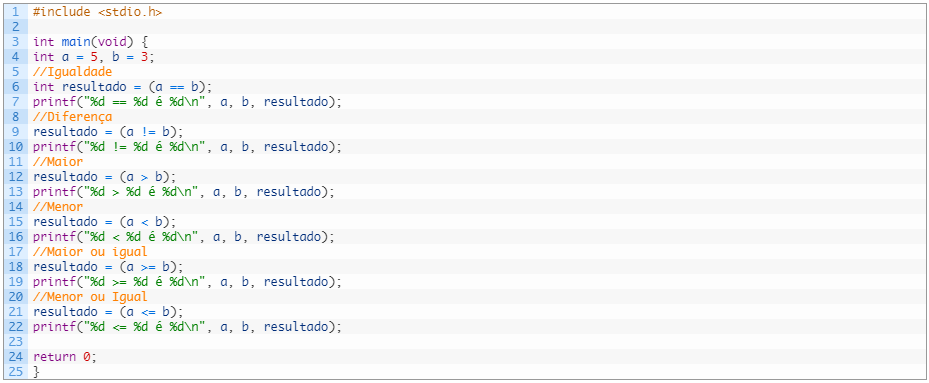 1 #include <stdio.h>
2
3 int main(void) {
4 int a = 5, b = 3;
5 //Igualdade
6 int resultado = (a == b);
7 printf("%d == %d é %d\n", a, b, resultado);
8 //Diferença
9 resultado = (a != b);
10 printf("%d != %d é %d\n", a, b, resultado);
11 //Maior
12 resultado = (a > b);
13 printf("%d > %d é %d\n", a, b, resultado);
14 //Menor
15 resultado = (a < b);
16 printf("%d < %d é %d\n", a, b, resultado);
17 //Maior ou igual
18 resultado = (a >= b);
19 printf("%d >= %d é %d\n", a, b, resultado);
20 //Menor ou Igual
21 resultado = (a <= b);
22 printf("%d <= %d é %d\n", a, b, resultado);
23
24 return 0;
25 }